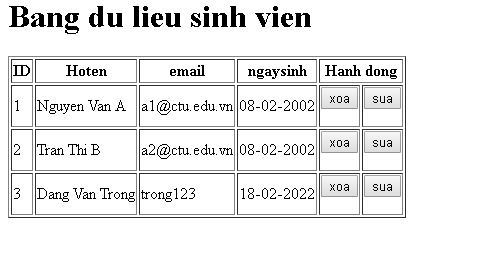 Bang du lieu sinh vien
ID Hoten email ngaysinh Hanh dong
1 Nguyen Van A a1@ctu.edu.vn 08-02-2002 xoa sua
2 Tran Thi B a2@ctu.edu.vn 08-02-2002 xoa sua
3 Dang Van Trong trong123 18-02-2022 xoa sua